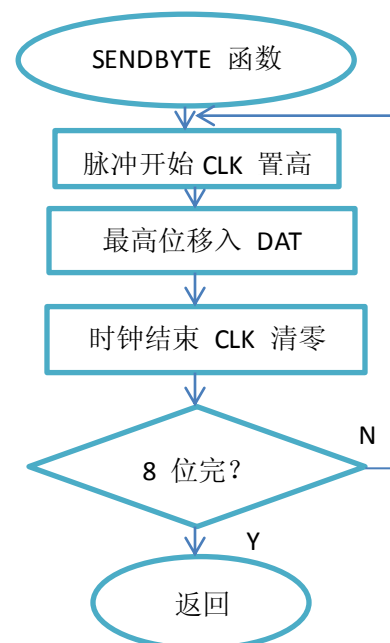 SENDBYTE 函数
脉冲开始 CLK 置高
最高位移入 DAT
时钟结束 CLK 清零
8 位完?
N
Y
返回